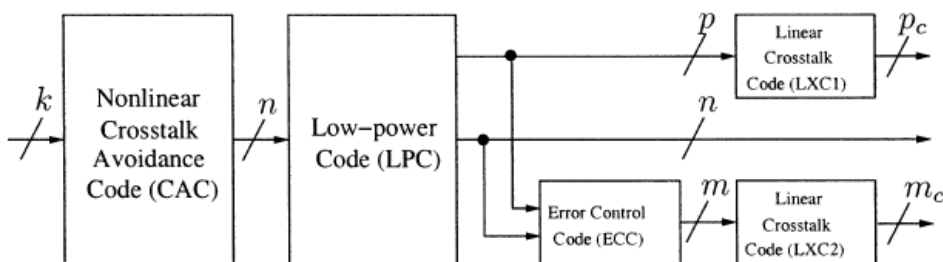 k
Nonlinear
Crosstalk
Avoidance
Code (CAC)
n
Low-power
Code (LPC)
p
Linear
Crosstalk
Code (LXC1)
p_c
n
Error Control
Code (ECC)
m
Linear
Crosstalk
Code (LXC2)
m_c